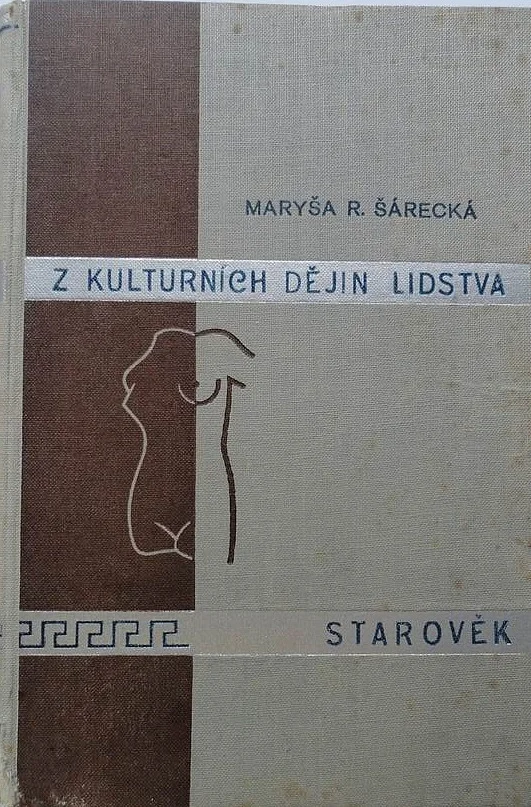 MARYŠA R. ŠÁRECKÁ
Z KULTURNÍCH DĚJIN LIDSTVA
STAROVĚK